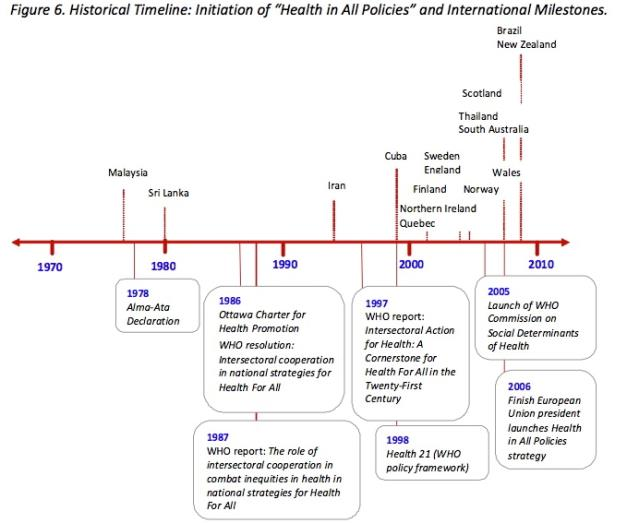 Figure 6. Historical Timeline: Initiation of "Health in All Policies" and International Milestones.
Brazil
New Zealand
Scotland
Thailand
South Australia
Cuba
Sweden
England
Malaysia
Wales
Sri Lanka
Iran
Finland
Norway
Northern Ireland
Quebec
1970
1980
1990
2000
2010
1978
Alma-Ata
Declaration
1986
Ottawa Charter for
Health Promotion
WHO resolution:
Intersectoral cooperation
in national strategies for
Health For All
1997
WHO report:
Intersectoral Action
for Health: A
Cornerstone for
Health For All in the
Twenty-First
Century
2005
Launch of WHO
Commission on
Social Determinants
of Health
2006
Finish European
Union president
launches Health
in All Policies
strategy
1987
WHO report: The role of
intersectoral cooperation in
combat inequities in health in
national strategies for Health
For All
1998
Health 21 (WHO
policy framework)